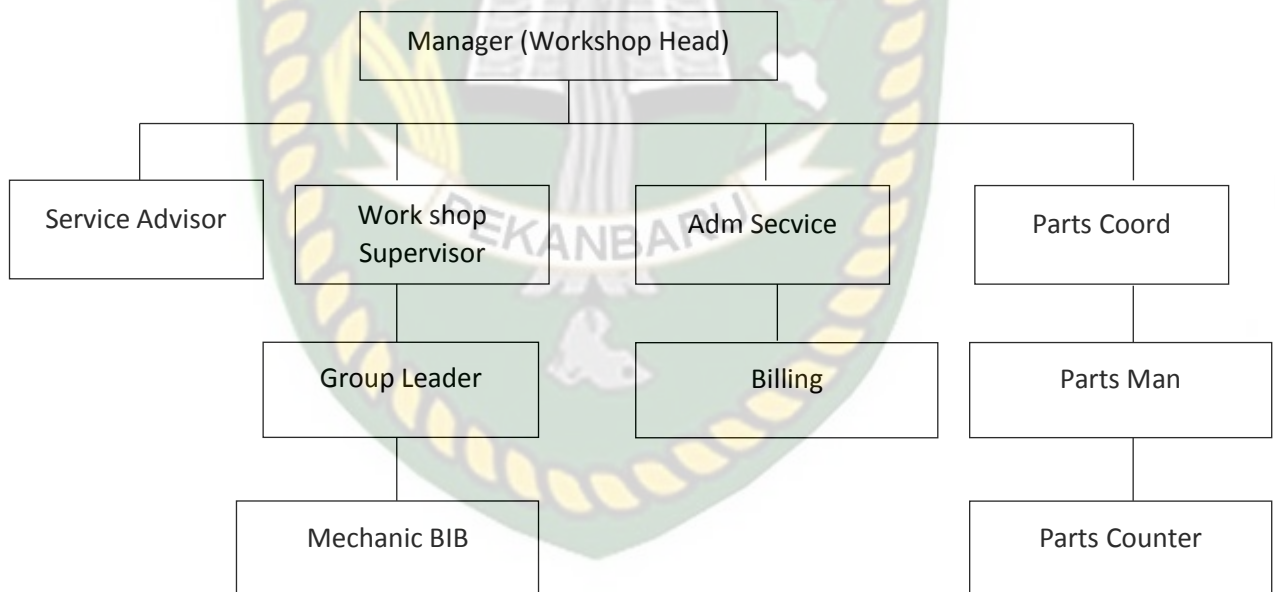 Manager (Workshop Head)
Service Advisor
Work shop
Supervisor
Adm Secvice
Parts Coord
PEKANBARU
Group Leader
Billing
Parts Man
Mechanic BIB
Parts Counter